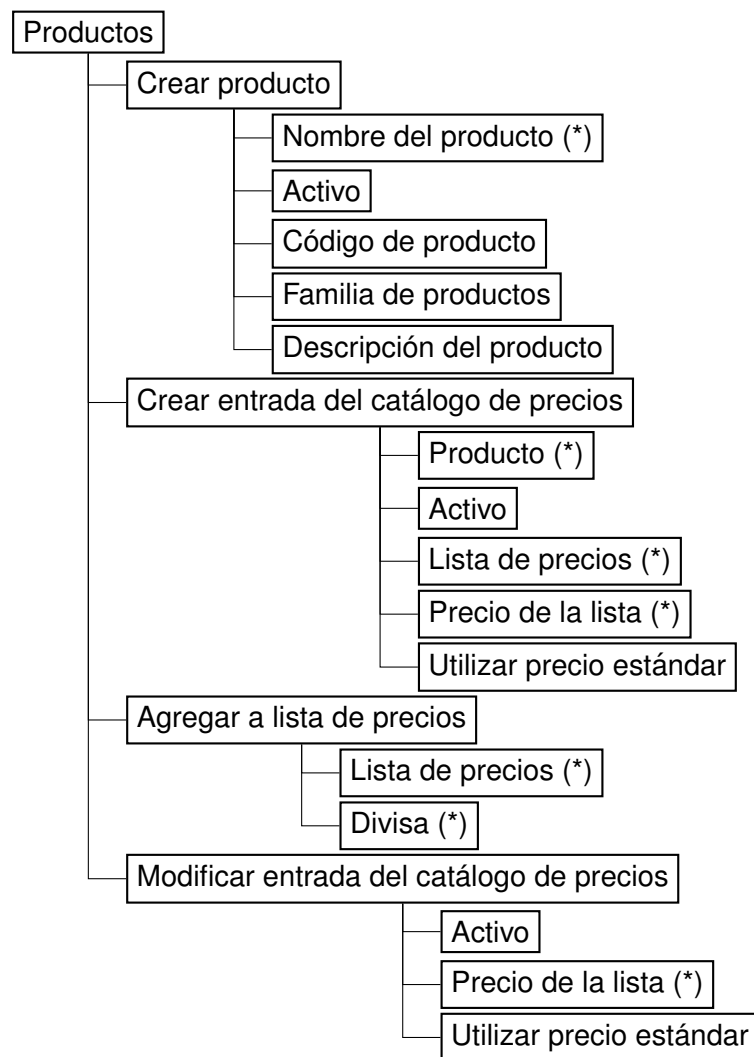 Productos
Crear producto
Nombre del producto (*)
Activo
Código de producto
Familia de productos
Descripción del producto
Crear entrada del catálogo de precios
Producto (*)
Activo
Lista de precios (*)
Precio de la lista (*)
Utilizar precio estándar
Agregar a lista de precios
Lista de precios (*)
Divisa (*)
Modificar entrada del catálogo de precios
Activo
Precio de la lista (*)
Utilizar precio estándar